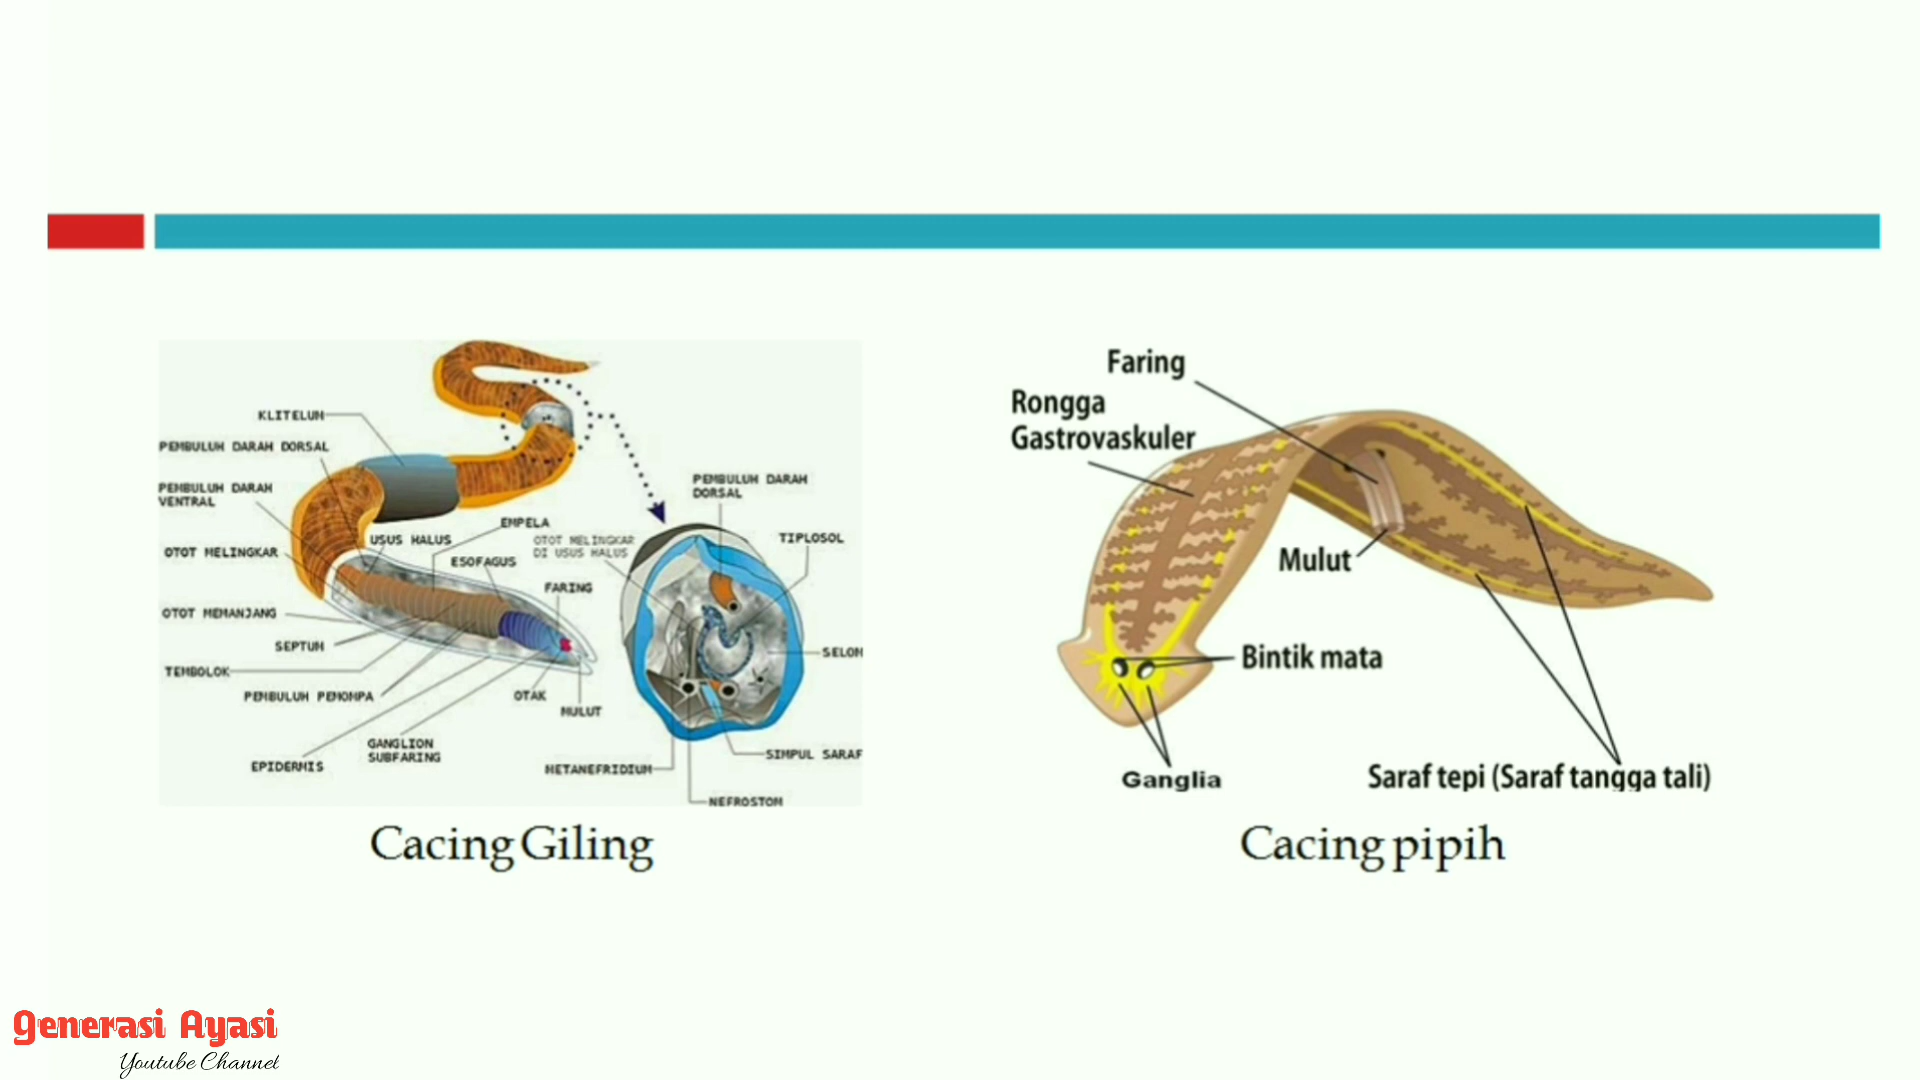 KLITELUM
PEMBULUH DARAH DORSAL
PEMBULUH DARAH
VENTRAL
OTOT MELINGKAR
USUS HALUS
EMPELA
ESOFAGUS
OTOT MELINGKAR
DI USUS HALUS
FARING
OTOT MEMANJANG
SEPTUM
TEMBOLOK
PEMBULUH PEMOMPA
OTAK
MULUT
GANGLION
SUBFARING
EPIDERMIS
PEMBULUH DARAH
DORSAL
TIPLOSOL
SELOM
SIMPUL SARAF
METANEFRIDIUM
NEFROSTOM
Cacing Giling
Faring
Rongga
Gastrovaskuler
Mulut
Bintik mata
Ganglia
Saraf tepi (Saraf tangga tali)
Cacing pipih
Generasi Ayasi
Youtube Channel